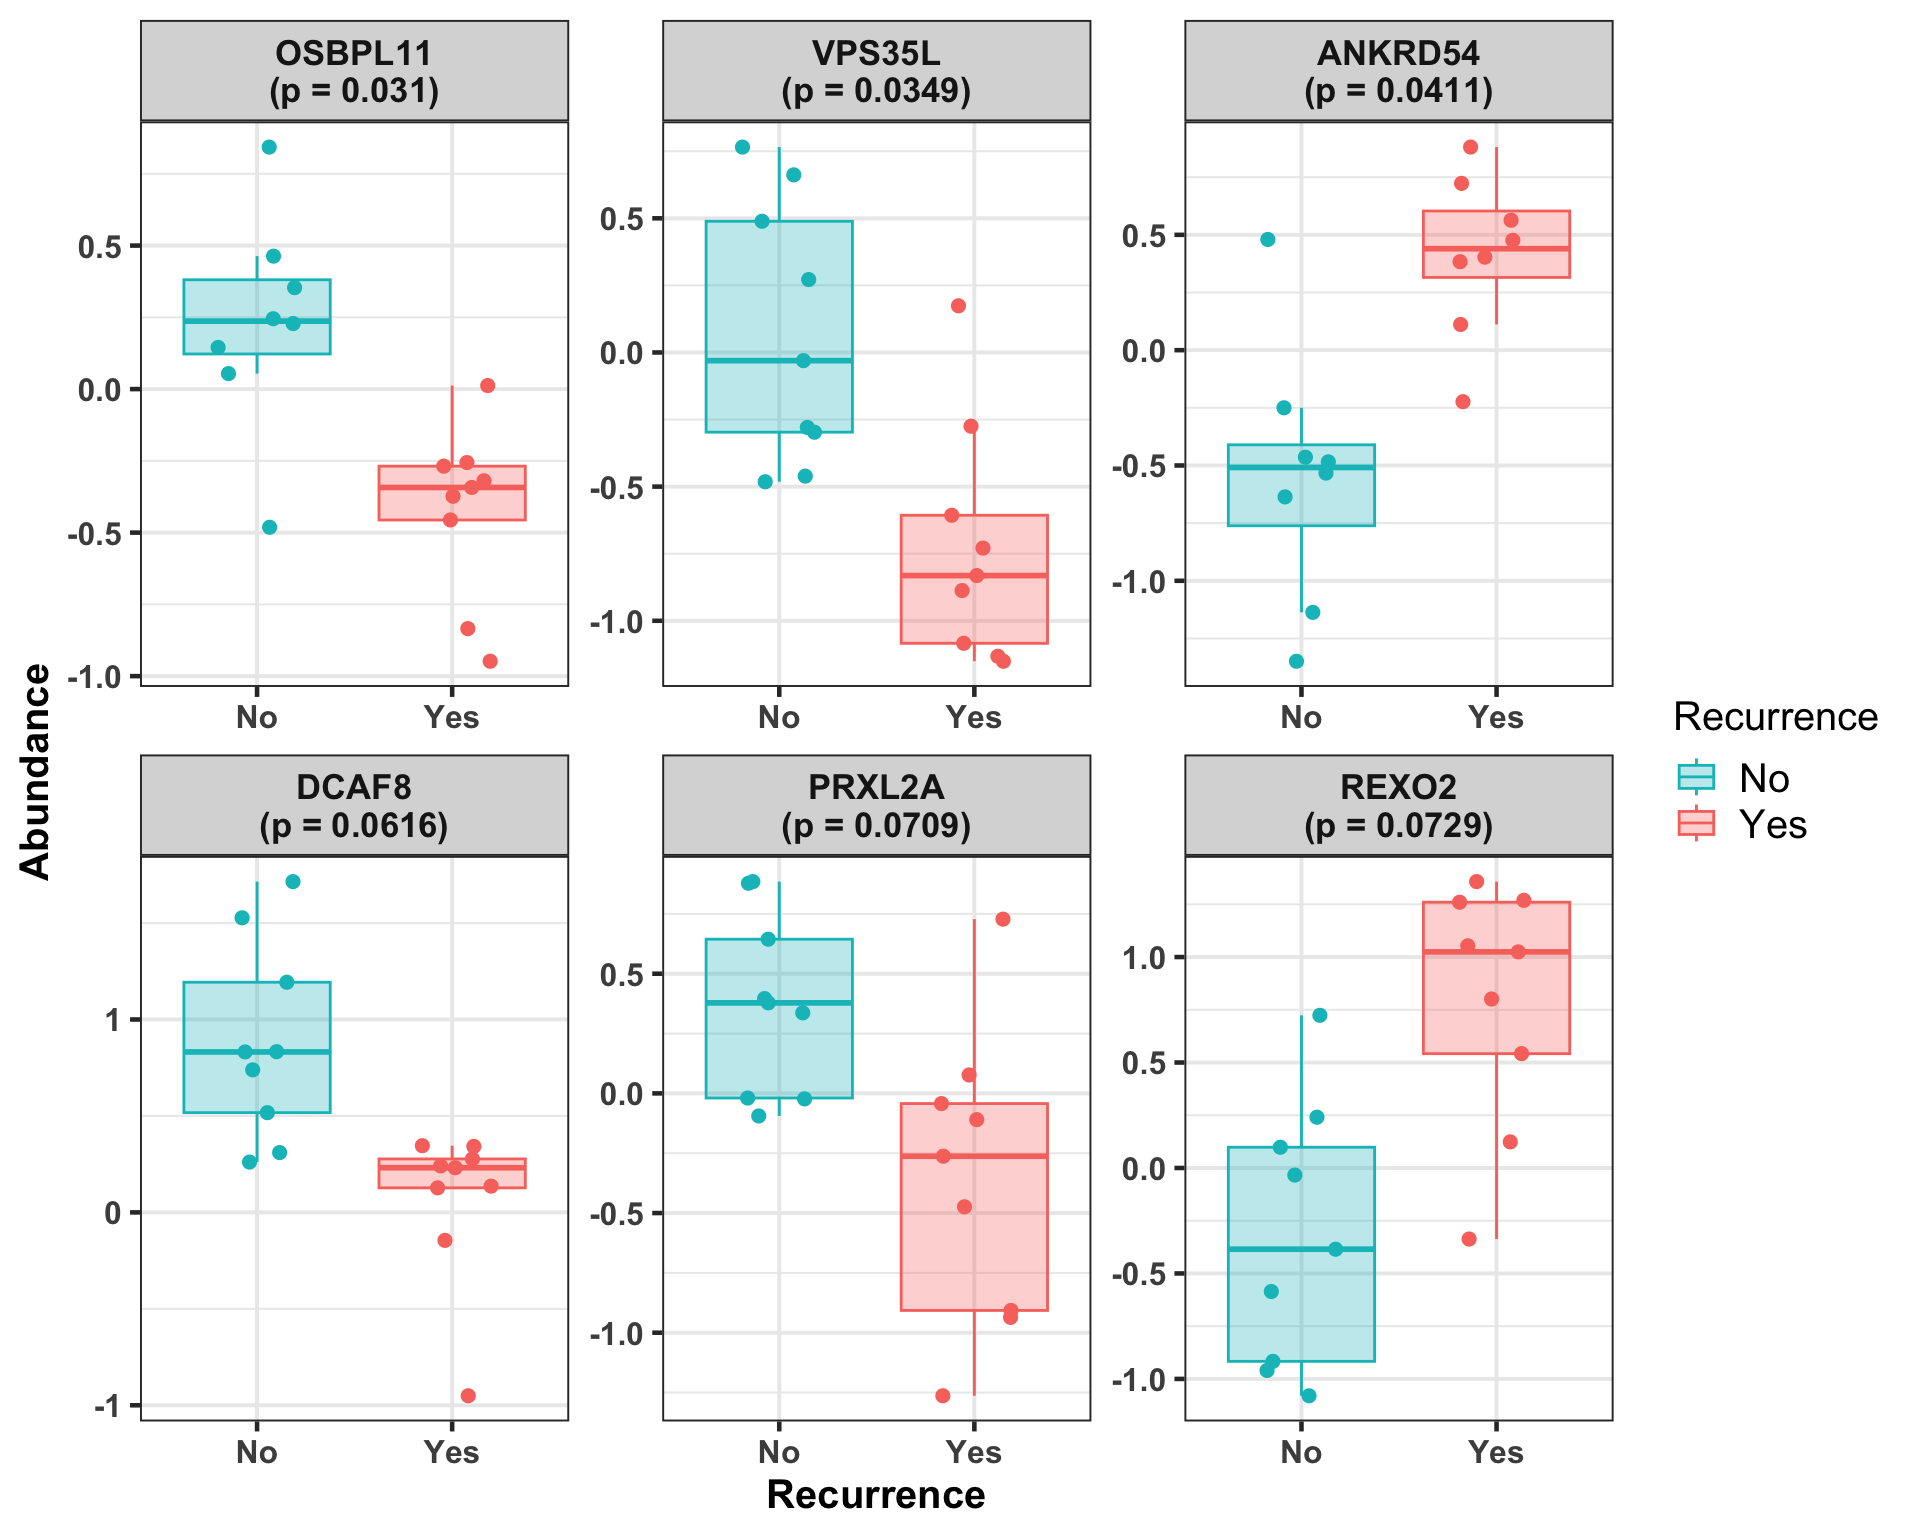 OSBPL11
(p = 0.031)
VPS35L
(p = 0.0349)
ANKRD54
(p = 0.0411)
0.5
0.0
-0.5
-1.0
0.5
0.0
-0.5
-1.0
0.5
0.0
-0.5
-1.0
No
Yes
No
Yes
No
Yes
Abundance
DCAF8
(p = 0.0616)
PRXL2A
(p = 0.0709)
REXO2
(p = 0.0729)
1
0
-1
0.5
0.0
-0.5
-1.0
1.0
0.5
0.0
-0.5
-1.0
No
Yes
No
Yes
No
Yes
Recurrence
Recurrence
No
Yes